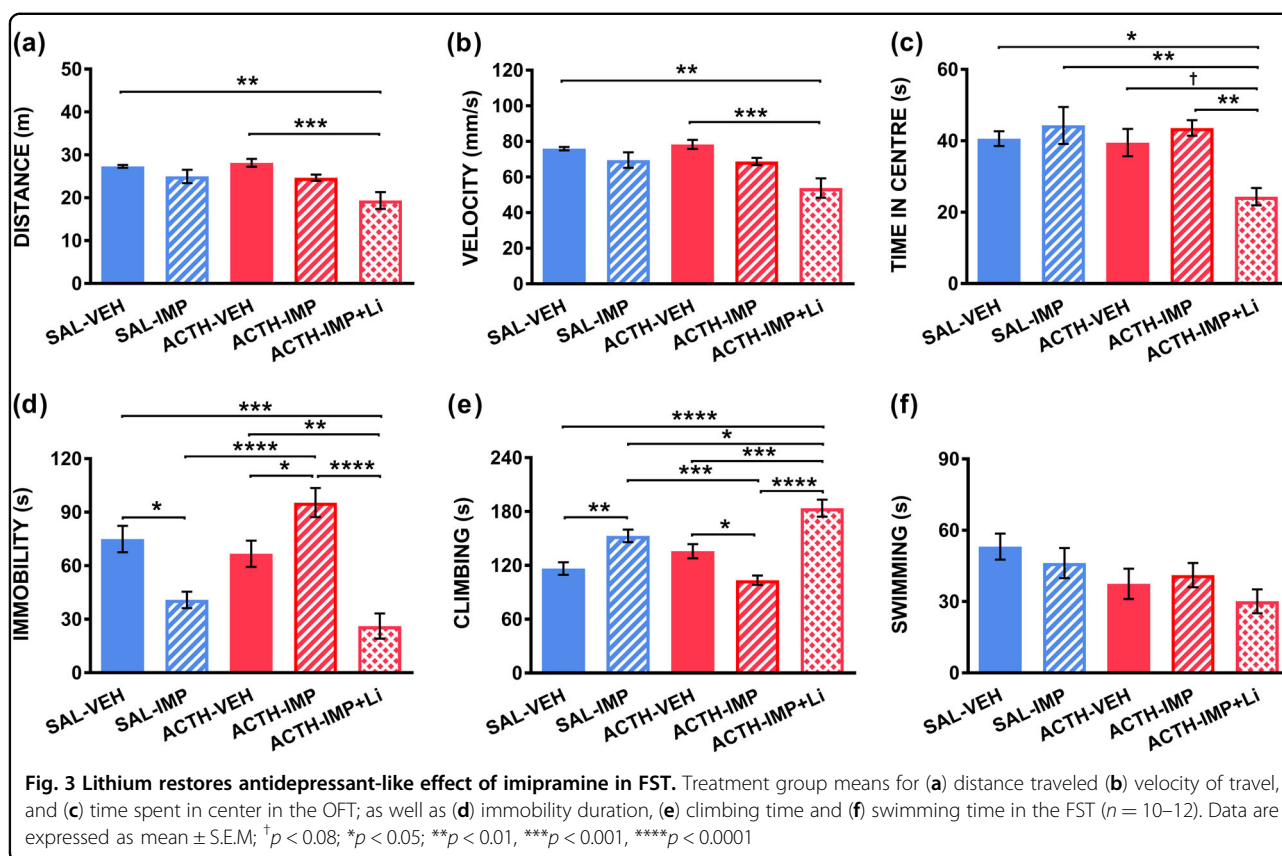 (a)
**
***
DISTANCE (m)
50
40
30
20
10
0
SAL-VEH
SAL-IMP
ACTH-VEH
ACTH-IMP
ACTH-IMP+Li
(b)
**
***
VELOCITY (mm/s)
120
100
80
60
40
20
0
SAL-VEH
SAL-IMP
ACTH-VEH
ACTH-IMP
ACTH-IMP+Li
(c)
*
**
†
**
TIME IN CENTRE (s)
60
40
20
0
SAL-VEH
SAL-IMP
ACTH-VEH
ACTH-IMP
ACTH-IMP+Li
(d)
***
**
****
* ****
*
IMMOBILITY (s)
120
90
60
30
0
SAL-VEH
SAL-IMP
ACTH-VEH
ACTH-IMP
ACTH-IMP+Li
(e)
****
*
***
*** ****
**
*
CLIMBING (s)
240
180
120
60
0
SAL-VEH
SAL-IMP
ACTH-VEH
ACTH-IMP
ACTH-IMP+Li
(f)
SWIMMING (s)
90
60
30
0
SAL-VEH
SAL-IMP
ACTH-VEH
ACTH-IMP
ACTH-IMP+Li
Fig. 3 Lithium restores antidepressant-like effect of imipramine in FST. Treatment group means for (a) distance traveled (b) velocity of travel,
and (c) time spent in center in the OFT; as well as (d) immobility duration, (e) climbing time and (f) swimming time in the FST (n = 10–12). Data are
expressed as mean ± S.E.M; †p < 0.08; *p < 0.05; **p < 0.01, ***p < 0.001, ****p < 0.0001